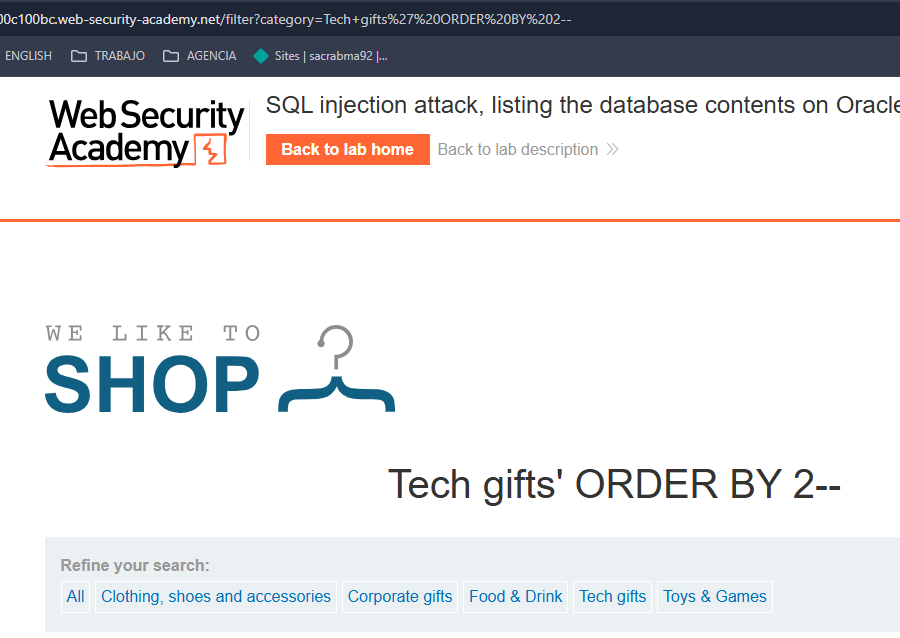 00c100bc.web-security-academy.net/filter?category=Tech+gifts%27%20ORDER%20BY%202--
ENGLISH TRABAJO AGENCIA Sites | sacrabma92 |...
Web Security
Academy
SQL injection attack, listing the database contents on Oracle
Back to lab home Back to lab description
WE LIKE TO
SHOP
Tech gifts' ORDER BY 2--
Refine your search:
All Clothing, shoes and accessories Corporate gifts Food & Drink Tech gifts Toys & Games